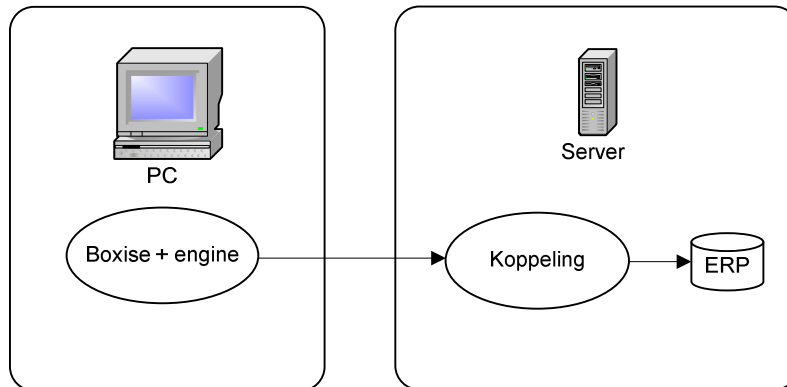 PC
Server
Boxise + engine
Koppeling
ERP